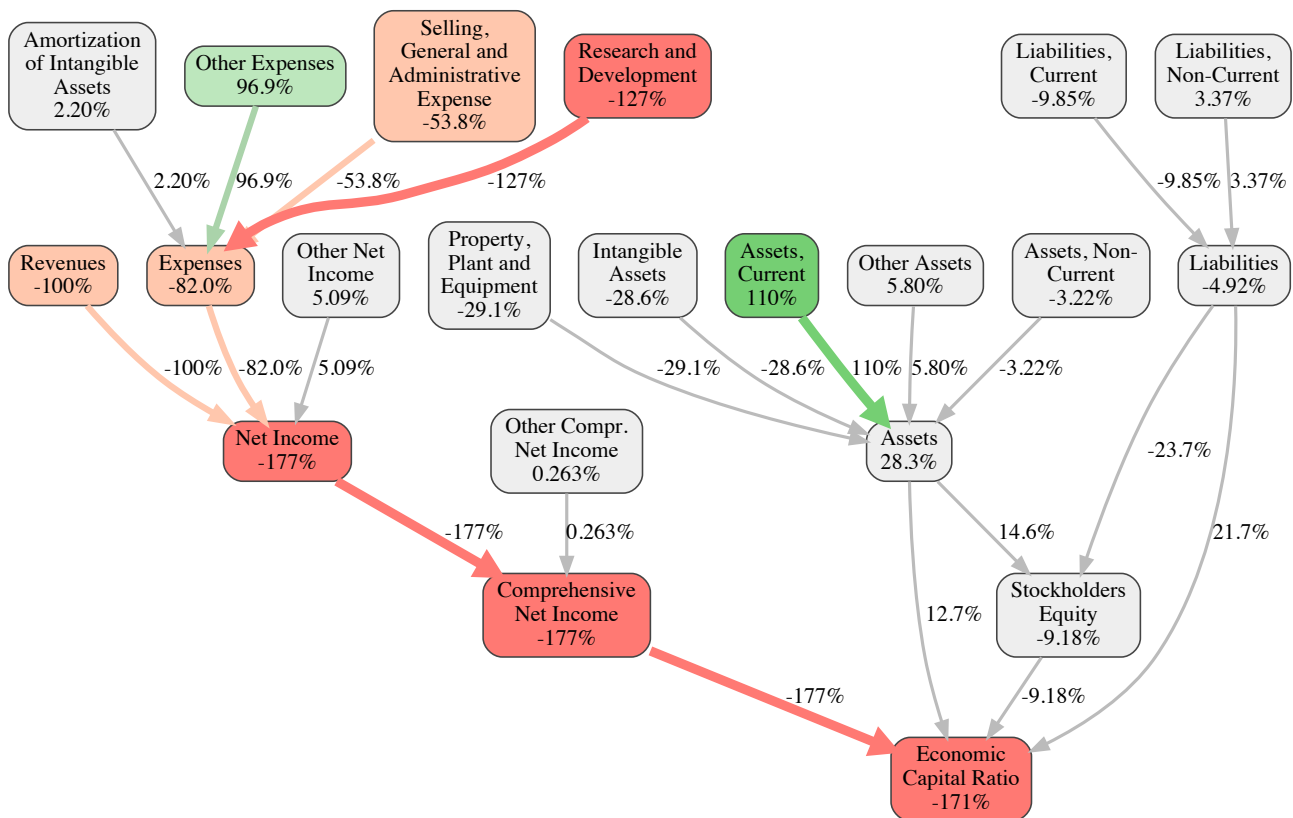 Amortization
of Intangible
Assets
2.20%
Other Expenses
96.9%
Selling,
General and
Administrative
Expense
-53.8%
Research and
Development
-127%
Liabilities,
Current
-9.85%
Liabilities,
Non-Current
3.37%
2.20%
96.9%
-53.8%
-127%
-9.85%
3.37%
Revenues
-100%
Expenses
-82.0%
Other Net
Income
5.09%
Property,
Plant and
Equipment
-29.1%
Intangible
Assets
-28.6%
Assets,
Current
110%
Other Assets
5.80%
Assets, Non-
Current
-3.22%
Liabilities
-4.92%
-100%
-82.0%
5.09%
-29.1%
-28.6%
110%
5.80%
-3.22%
Net Income
-177%
Other Compr.
Net Income
0.263%
Assets
28.3%
-23.7%
-177%
0.263%
14.6%
21.7%
Comprehensive
Net Income
-177%
12.7%
Stockholders
Equity
-9.18%
-177%
-9.18%
Economic
Capital Ratio
-171%